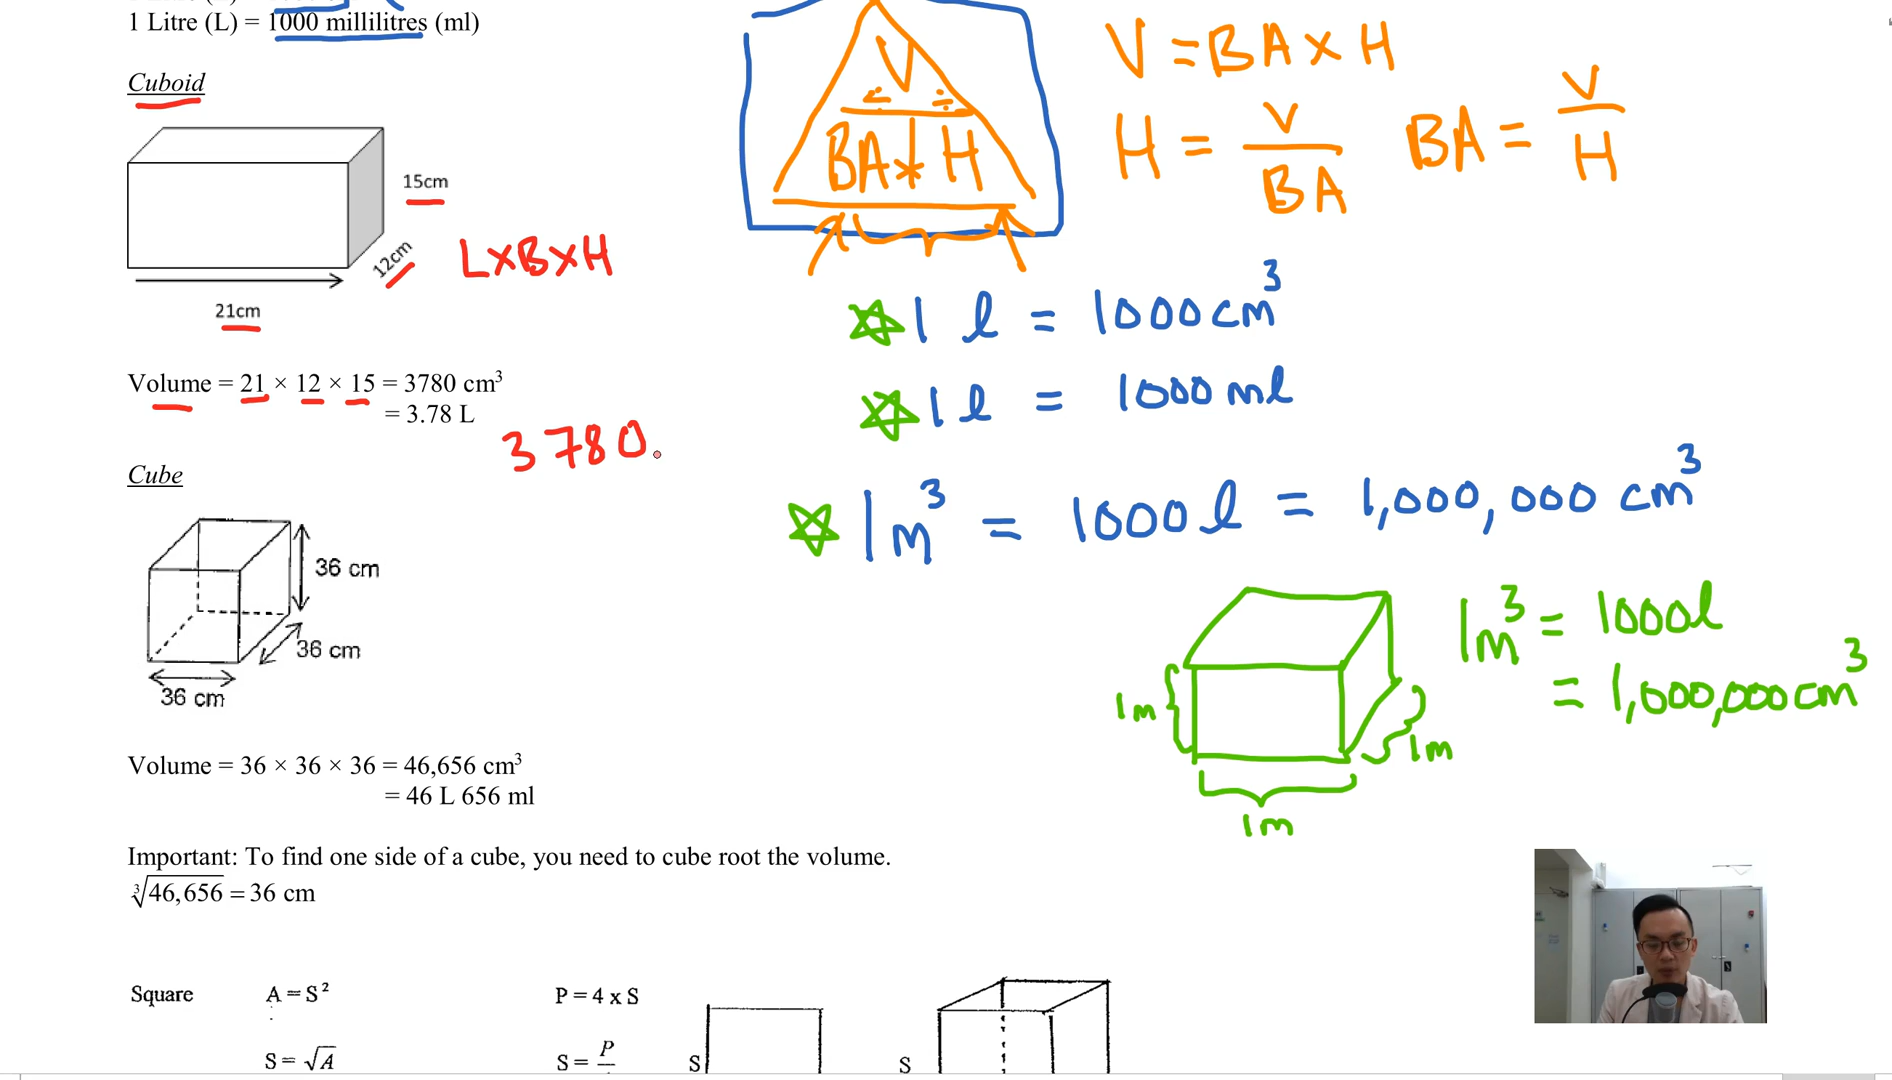 1 Litre (L) = 1000 millilitres (ml)
Cuboid
15cm
12cm
21cm
L×B×H
Volume = 21 × 12 × 15 = 3780 cm³
= 3.78 L
3780.
Cube
36 cm
36 cm
36 cm
Volume = 36 × 36 × 36 = 46,656 cm³
= 46 L 656 ml
Important: To find one side of a cube, you need to cube root the volume.
∛46,656 = 36 cm
V
÷ ÷
BA * H
V = BA × H
H = V/BA
BA = V/H
☆ 1 l = 1000 cm³
☆ 1 l = 1000 ml
☆ 1 m³ = 1000 l = 1,000,000 cm³
1m
1m
1m
1m³ = 1000l
= 1,000,000 cm³
Square A = S² P = 4 x S
S = √A S = P
S
S